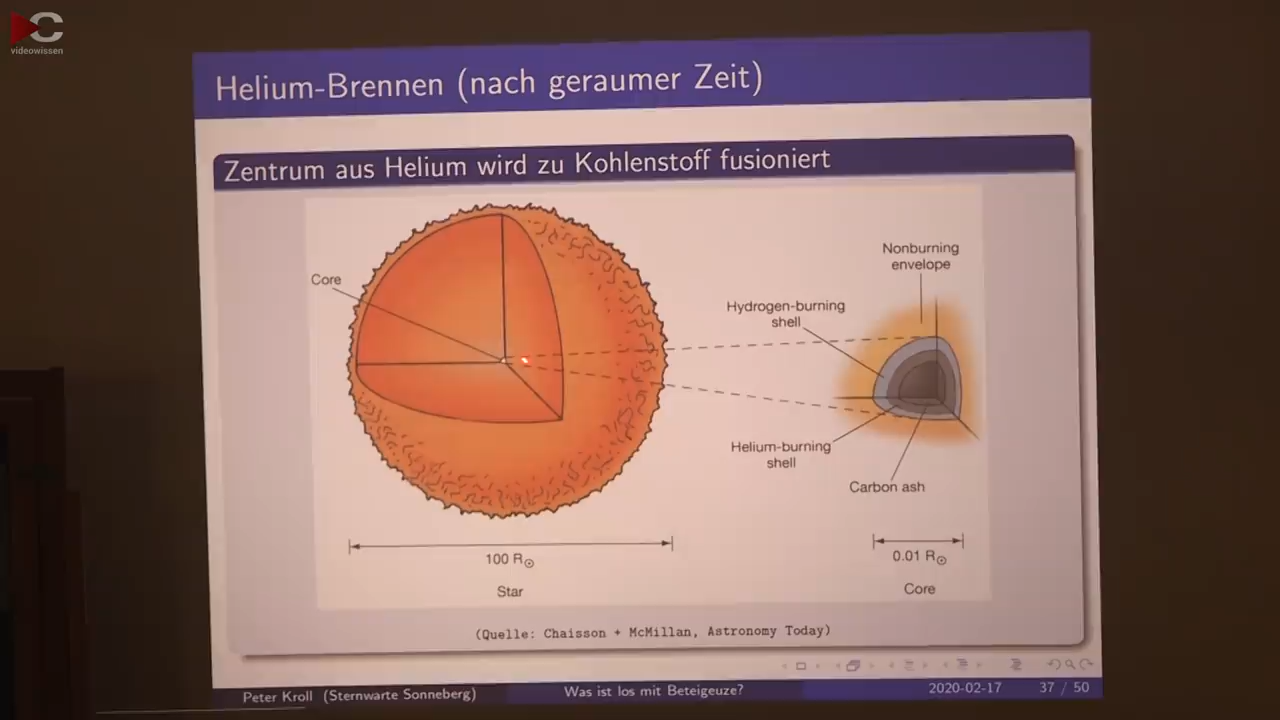 C
videowissen
Helium-Brennen (nach geraumer Zeit)
Zentrum aus Helium wird zu Kohlenstoff fusioniert
Core
Nonburning
envelope
Hydrogen-burning
shell
Helium-burning
shell
Carbon ash
100 R☉
0.01 R☉
Star
Core
(Quelle: Chaisson + McMillan, Astronomy Today)
Peter Kroll (Sternwarte Sonneberg)
Was ist los mit Beteigeuze?
2020-02-17
37 / 50